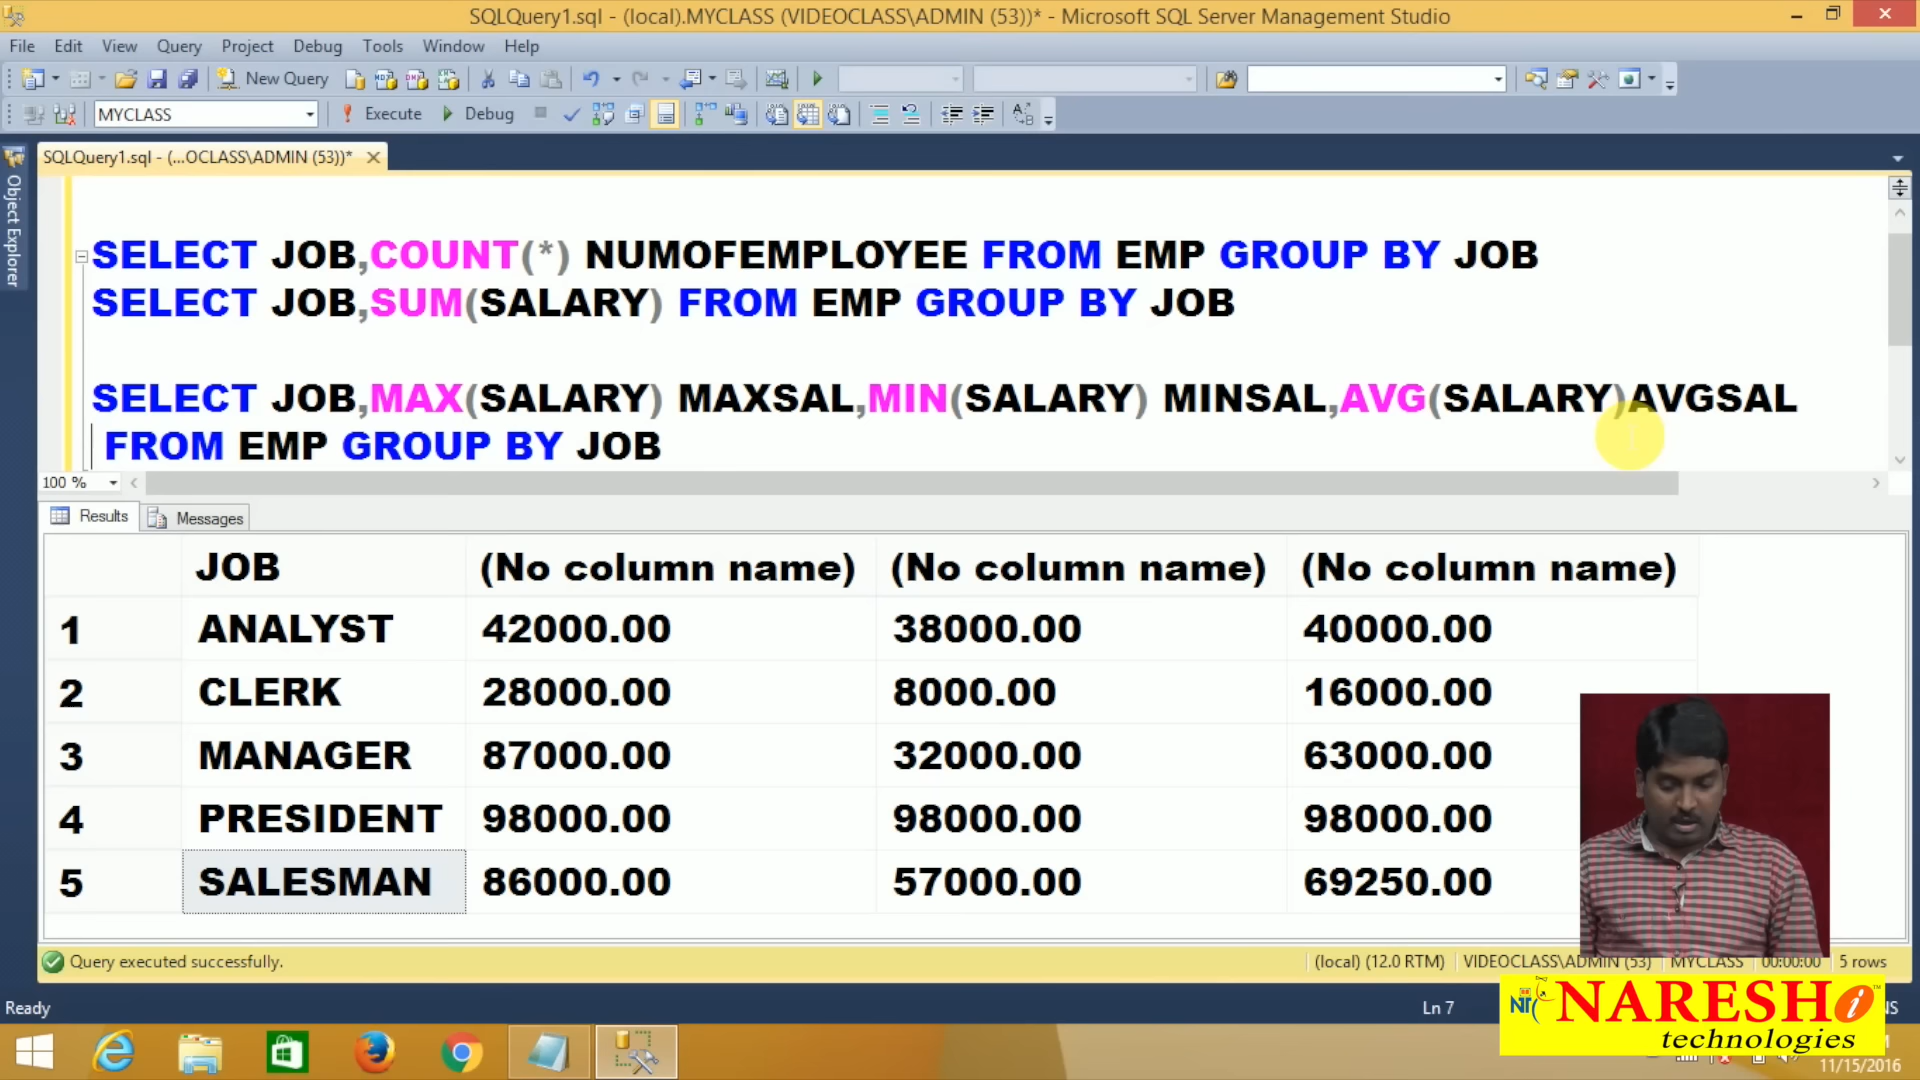 SQLQuery1.sql - (local).MYCLASS (VIDEOCLASS\ADMIN (53))* - Microsoft SQL Server Management Studio
File Edit View Query Project Debug Tools Window Help
New Query
MYCLASS Execute Debug
SQLQuery1.sql - (...OCLASS\ADMIN (53))*
Object Explorer
SELECT JOB,COUNT(*) NUMOFEMPLOYEE FROM EMP GROUP BY JOB
SELECT JOB,SUM(SALARY) FROM EMP GROUP BY JOB
SELECT JOB,MAX(SALARY) MAXSAL,MIN(SALARY) MINSAL,AVG(SALARY)AVGSAL
FROM EMP GROUP BY JOB
100 %
Results Messages
JOB (No column name) (No column name) (No column name)
1 ANALYST 42000.00 38000.00 40000.00
2 CLERK 28000.00 8000.00 16000.00
3 MANAGER 87000.00 32000.00 63000.00
4 PRESIDENT 98000.00 98000.00 98000.00
5 SALESMAN 86000.00 57000.00 69250.00
Query executed successfully. (local) (12.0 RTM) VIDEOCLASS\ADMIN (53) MYCLASS 00:00:00 5 rows
Ready Ln 7
NARESH i
technologies
11/15/2016